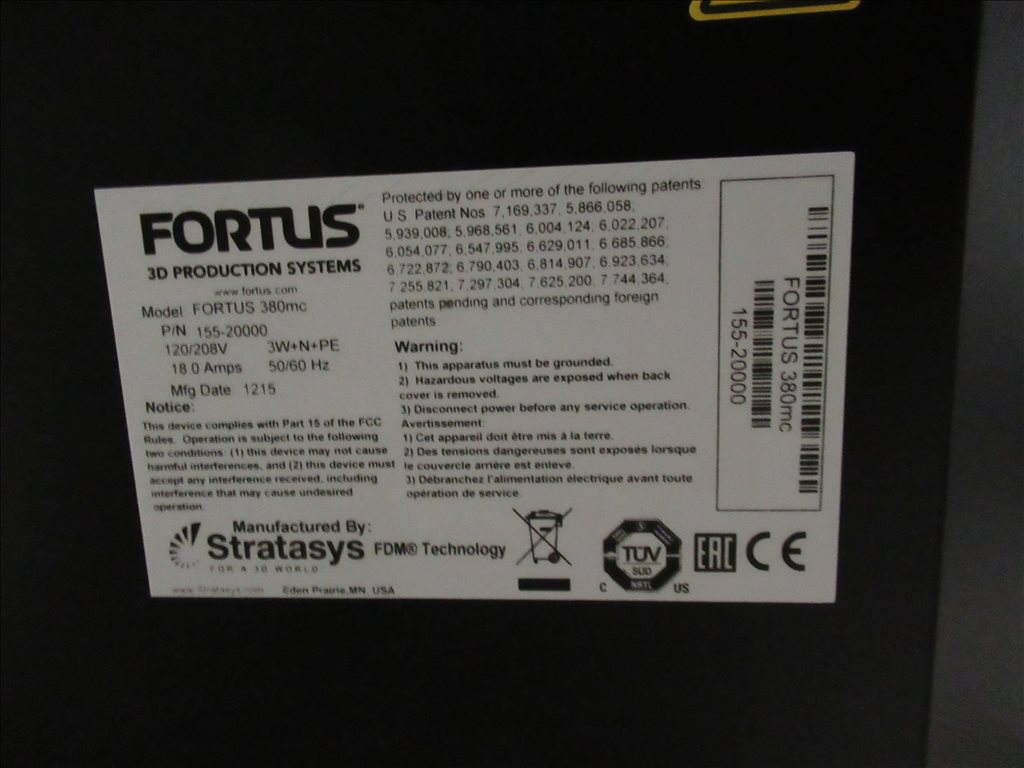 FORTUS™
3D PRODUCTION SYSTEMS
www.fortus.com
Model FORTUS 380mc
P/N 155-20000
120/208V 3W+N+PE
18.0 Amps 50/60 Hz
Mfg Date 1215
Notice:
This device complies with Part 15 of the FCC
Rules. Operation is subject to the following
two conditions: (1) this device may not cause
harmful interferences, and (2) this device must
accept any interference received, including
interference that may cause undesired
operation.
Manufactured By:
Stratasys FDM® Technology
FOR A 3D WORLD™
www.Stratasys.com Eden Prairie, MN, USA
Protected by one or more of the following patents
U S Patent Nos 7,169,337, 5,866,058,
5,939,008, 5,968,561, 6,004,124, 6,022,207,
6,054,077, 6,547,995, 6,629,011, 6,685,866,
6,722,872, 6,790,403, 6,814,907, 6,923,634,
7,255,821, 7,297,304, 7,625,200, 7,744,364,
patents pending and corresponding foreign
patents
Warning:
1) This apparatus must be grounded.
2) Hazardous voltages are exposed when back
cover is removed.
3) Disconnect power before any service operation.
Avertissement:
1) Cet appareil doit être mis à la terre.
2) Des tensions dangereuses sont exposés lorsque
le couvercle arrière est enlevé.
3) Débranchez l'alimentation électrique avant toute
opération de service.
TÜV
SUD
NRTL
C US
EAC CE
FORTUS 380mc
155-20000